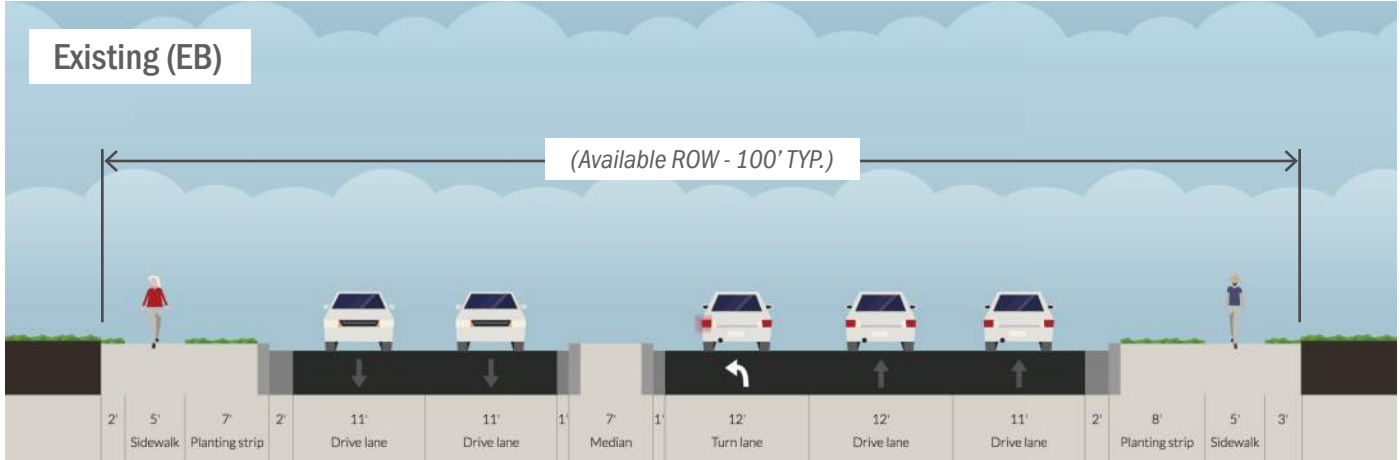 Existing (EB)
(Available ROW - 100' TYP.)
2' 5' 7' 2' 11' 11' 1' 7' 1' 12' 12' 11' 2' 8' 5' 3'
Sidewalk Planting strip Drive lane Drive lane Median Turn lane Drive lane Drive lane Planting strip Sidewalk